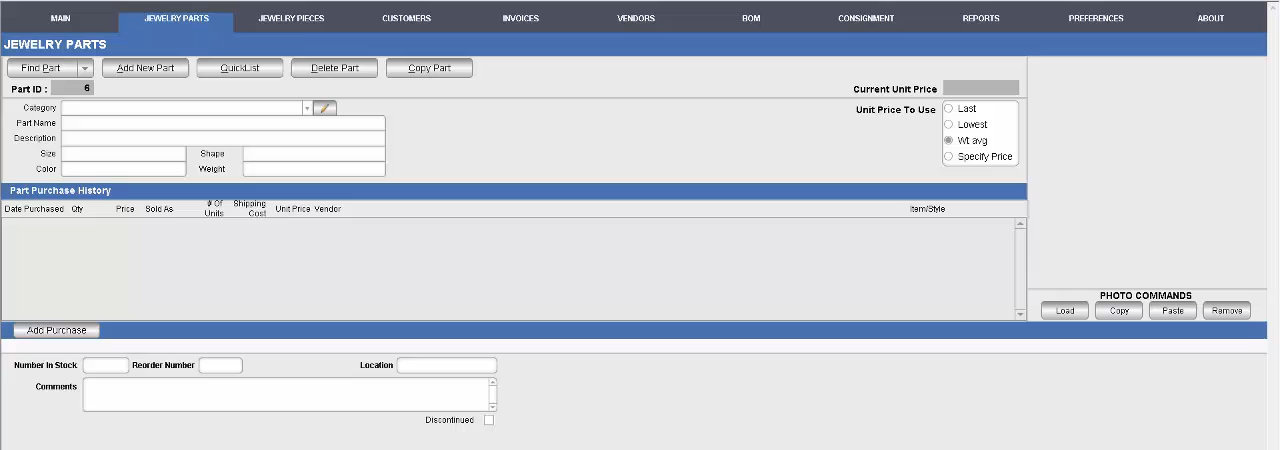 MAIN JEWELRY PARTS JEWELRY PIECES CUSTOMERS INVOICES VENDORS BOM CONSIGNMENT REPORTS PREFERENCES ABOUT
JEWELRY PARTS
Find Part Add New Part QuickList Delete Part Copy Part
Part ID : 6 Current Unit Price
Category Unit Price To Use Last
Part Name Lowest
Description Wt avg
Size Shape Specify Price
Color Weight
Part Purchase History
Date Purchased Qty Price Sold As # Of Units Shipping Cost Unit Price Vendor Item/Style
PHOTO COMMANDS
Load Copy Paste Remove
Add Purchase
Number In Stock Reorder Number Location
Comments
Discontinued